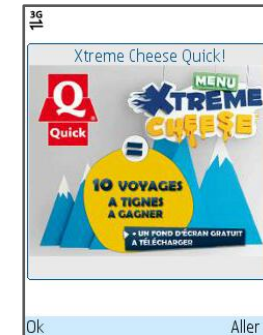 3G
Xtreme Cheese Quick!
Q
Quick
MENU
XTREME
CHEESE
=
10 VOYAGES
A TIGNES
A GAGNER
+ UN FOND D'ÉCRAN GRATUIT
A TÉLÉCHARGER
Ok Aller